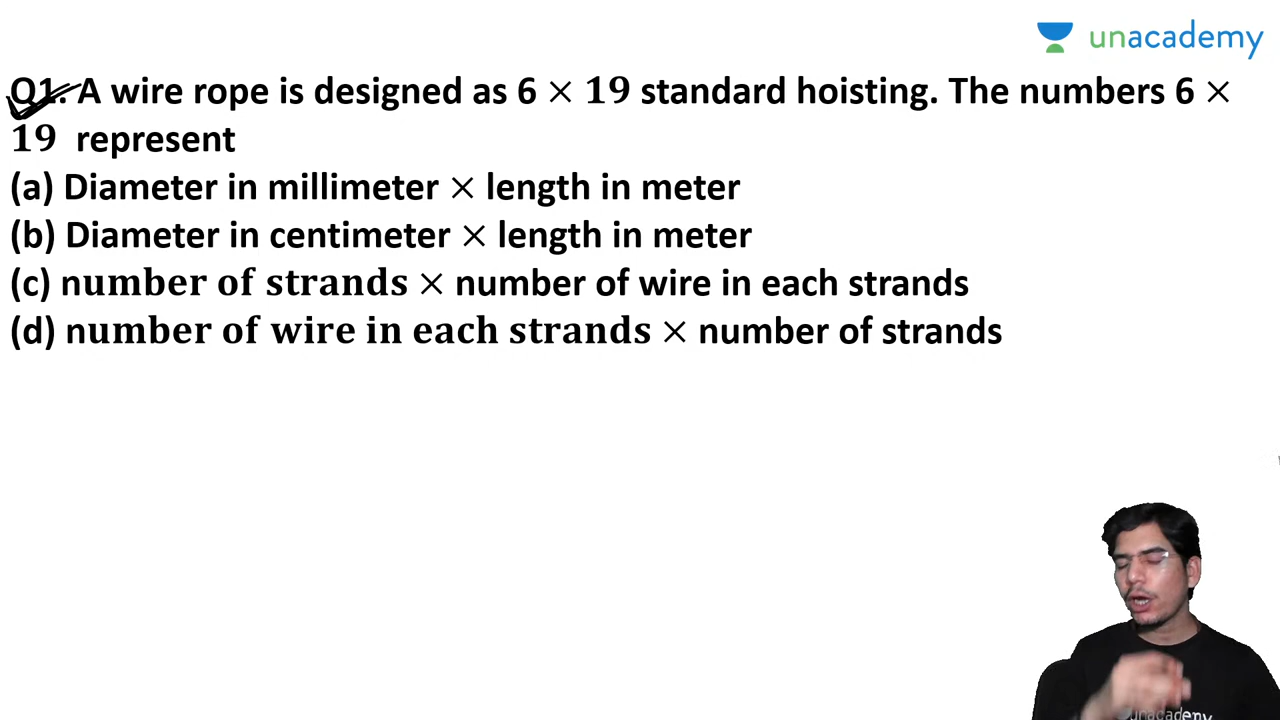 unacademy
Q1. A wire rope is designed as 6 × 19 standard hoisting. The numbers 6 ×
19 represent
(a) Diameter in millimeter × length in meter
(b) Diameter in centimeter × length in meter
(c) number of strands × number of wire in each strands
(d) number of wire in each strands × number of strands
unacademy